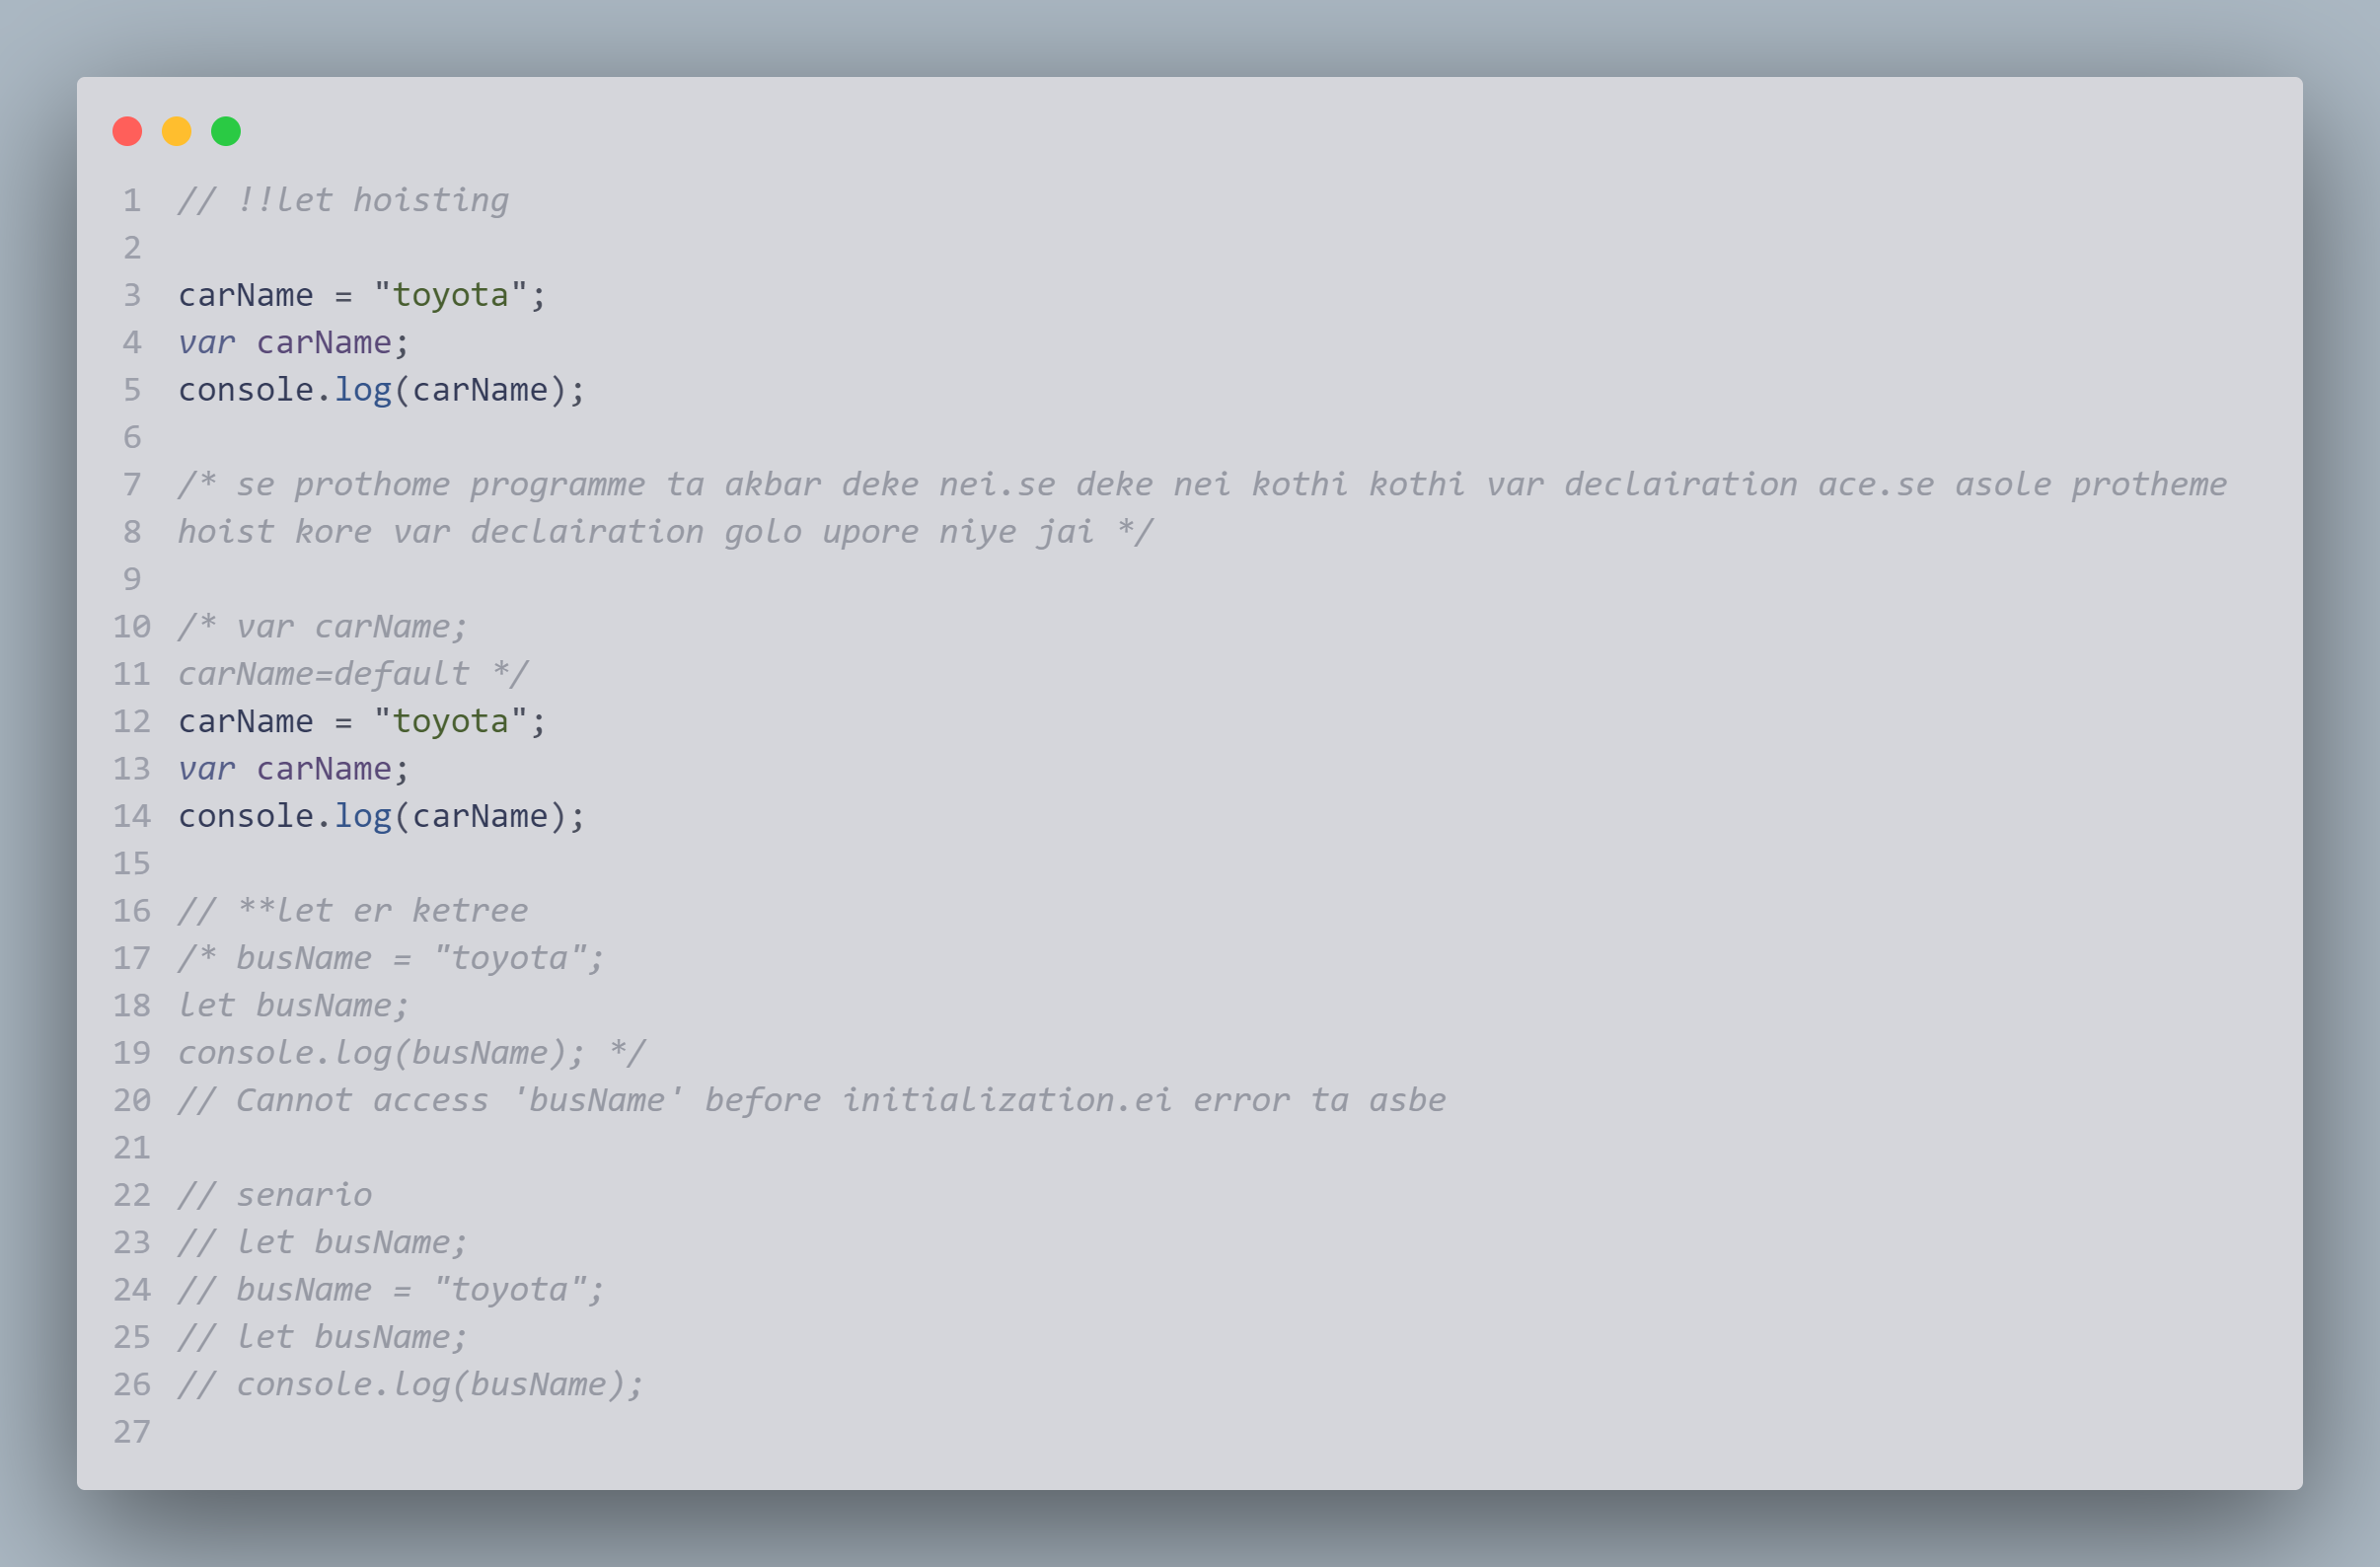 1 // !!let hoisting
2
3 carName = "toyota";
4 var carName;
5 console.log(carName);
6
7 /* se prothome programme ta akbar deke nei.se deke nei kothi kothi var declairation ace.se asole protheme
8 hoist kore var declairation golo upore niye jai */
9
10 /* var carName;
11 carName=default */
12 carName = "toyota";
13 var carName;
14 console.log(carName);
15
16 // **let er ketree
17 /* busName = "toyota";
18 let busName;
19 console.log(busName); */
20 // Cannot access 'busName' before initialization.ei error ta asbe
21
22 // senario
23 // let busName;
24 // busName = "toyota";
25 // let busName;
26 // console.log(busName);
27